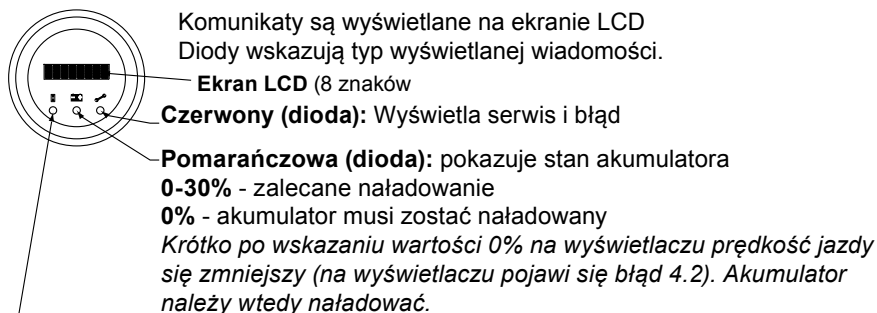 Komunikaty są wyświetlane na ekranie LCD
Diody wskazują typ wyświetlanej wiadomości.
Ekran LCD (8 znaków
Czerwony (dioda): Wyświetla serwis i błąd
Pomarańczowa (dioda): pokazuje stan akumulatora
0-30% - zalecane naładowanie
0% - akumulator musi zostać naładowany
Krótko po wskazaniu wartości 0% na wyświetlaczu prędkość jazdy
się zmniejszy (na wyświetlaczu pojawi się błąd 4.2). Akumulator
należy wtedy naładować.